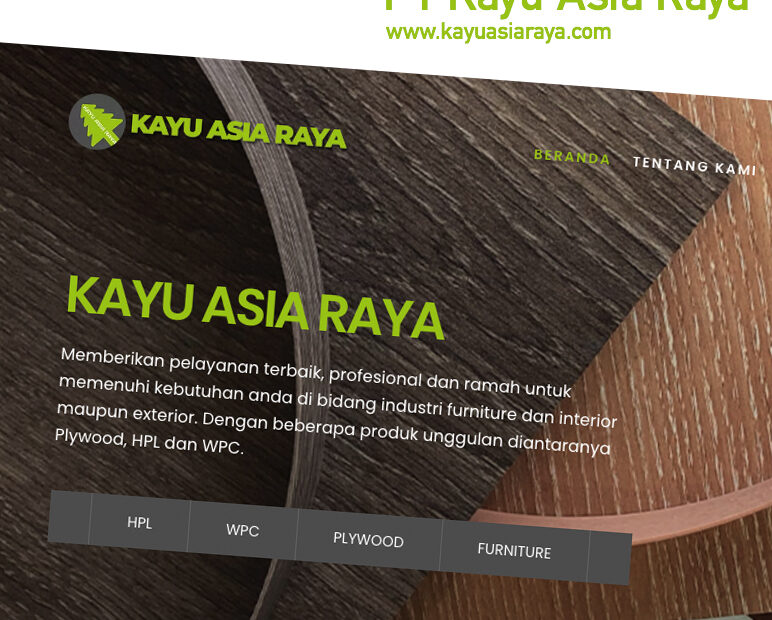 PT Kayu Asia Raya
www.kayuasiaraya.com
KAYU ASIA RAYA
BERANDA
TENTANG KAMI
KAYU ASIA RAYA
Memberikan pelayanan terbaik, profesional dan ramah untuk
memenuhi kebutuhan anda di bidang industri furniture dan interior
maupun exterior. Dengan beberapa produk unggulan diantaranya
Plywood, HPL dan WPC.
HPL
WPC
PLYWOOD
FURNITURE